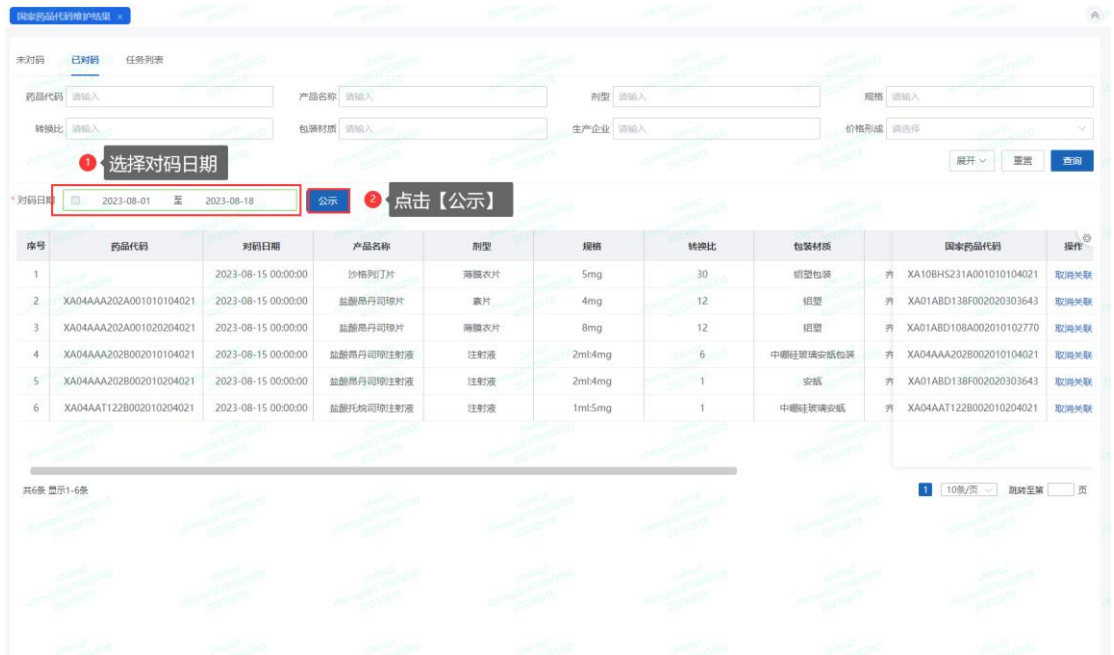 国家药品代码维护结果 ×
未对码 已对码 任务列表
药品代码 请输入 产品名称 请输入 剂型 请输入 规格 请输入
转换比 请输入 包装材质 请输入 生产企业 请输入 价格形成 请选择
1 选择对码日期
展开 重置 查询
* 对码日期 2023-08-01 至 2023-08-18 公示 2 点击【公示】
序号 药品代码 对码日期 产品名称 剂型 规格 转换比 包装材质 国家药品代码 操作
1 2023-08-15 00:00:00 沙格列汀片 薄膜衣片 5mg 30 铝塑包装 齐 XA10BHS231A001010104021 取消关联
2 XA04AAA202A001010104021 2023-08-15 00:00:00 盐酸昂丹司琼片 素片 4mg 12 铝塑 齐 XA01ABD138F002020303643 取消关联
3 XA04AAA202A001020204021 2023-08-15 00:00:00 盐酸昂丹司琼片 薄膜衣片 8mg 12 铝塑 齐 XA01ABD108A002010102770 取消关联
4 XA04AAA202B002010104021 2023-08-15 00:00:00 盐酸昂丹司琼注射液 注射液 2ml:4mg 6 中硼硅玻璃安瓿包装 齐 XA04AAA202B002010104021 取消关联
5 XA04AAA202B002010204021 2023-08-15 00:00:00 盐酸昂丹司琼注射液 注射液 2ml:4mg 1 安瓿 齐 XA01ABD138F002020303643 取消关联
6 XA04AAT122B002010204021 2023-08-15 00:00:00 盐酸托烷司琼注射液 注射液 1ml:5mg 1 中硼硅玻璃安瓿 齐 XA04AAT122B002010204021 取消关联
共6条 显示1-6条 1 10条/页 跳转至第 页